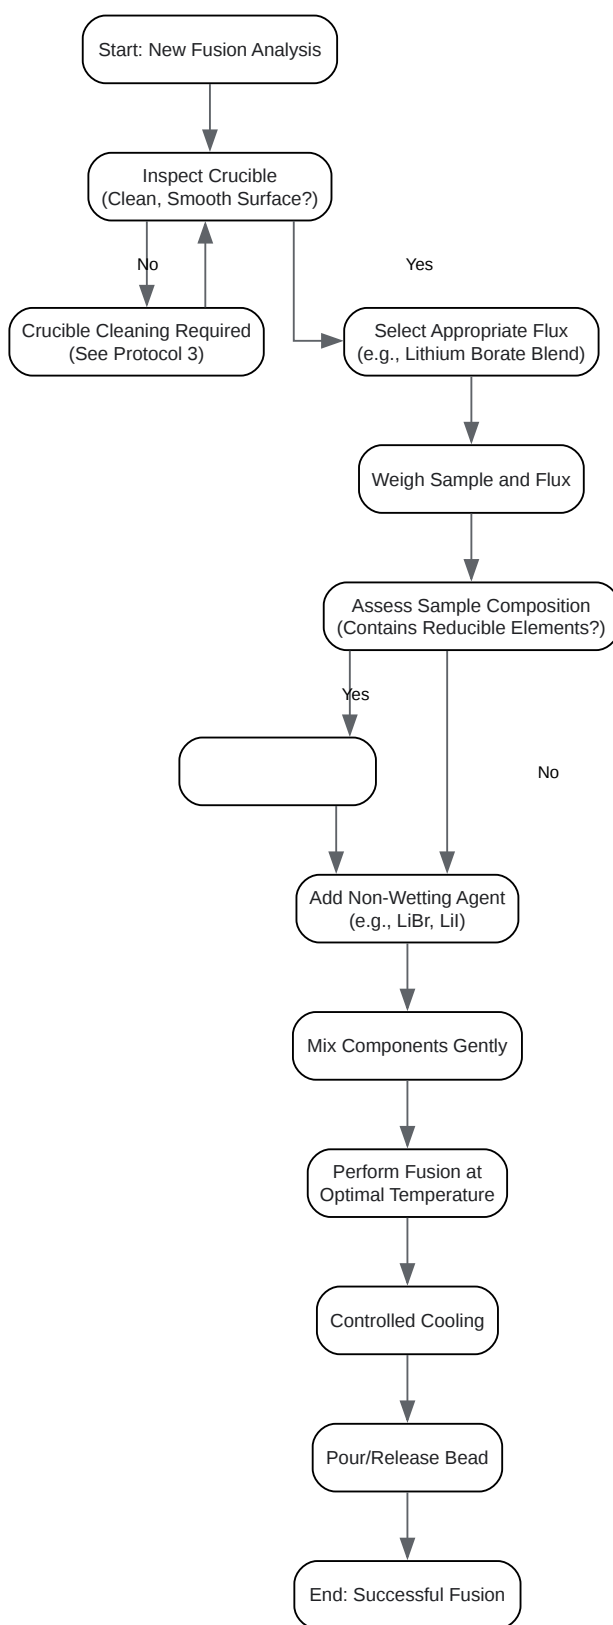 Start: New Fusion Analysis
Inspect Crucible
(Clean, Smooth Surface?)
No
Yes
Crucible Cleaning Required
(See Protocol 3)
Select Appropriate Flux
(e.g., Lithium Borate Blend)
Weigh Sample and Flux
Assess Sample Composition
(Contains Reducible Elements?)
Yes
No
Add Non-Wetting Agent
(e.g., LiBr, LiI)
Mix Components Gently
Perform Fusion at
Optimal Temperature
Controlled Cooling
Pour/Release Bead
End: Successful Fusion